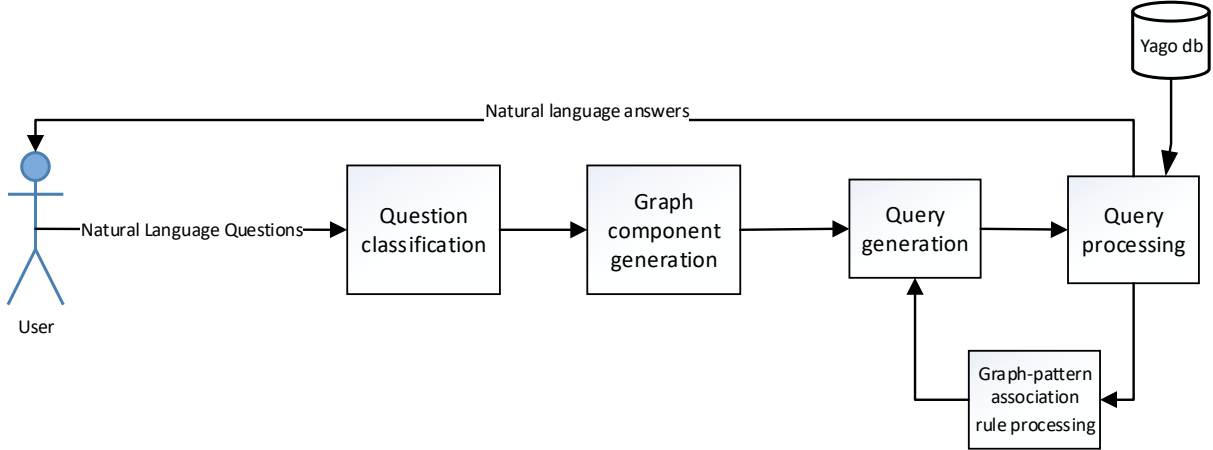 Yago db
Natural language answers
Natural Language Questions
Question
classification
Graph
component
generation
Query
generation
Query
processing
User
Graph-pattern
association
rule processing